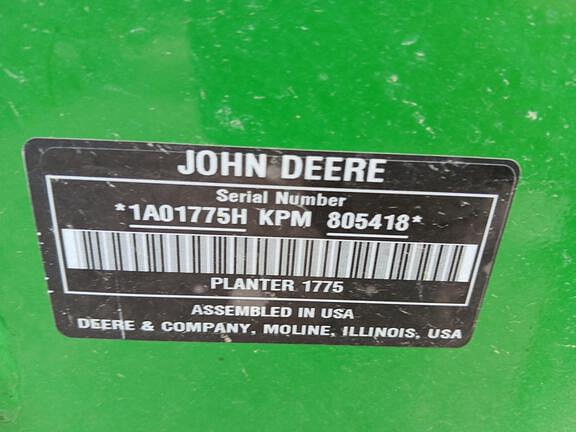 JOHN DEERE
Serial Number
*1A01775H KPM 805418*
PLANTER 1775
ASSEMBLED IN USA
DEERE & COMPANY, MOLINE, ILLINOIS, USA